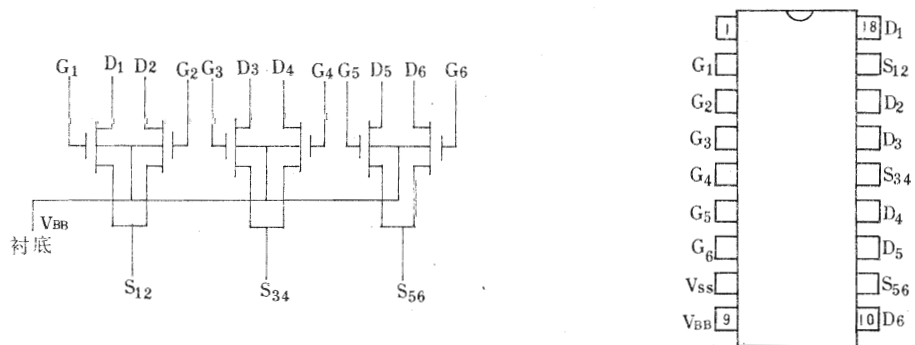 G1 D1 D2 G2 G3 D3 D4 G4 G5 D5 D6 G6
VBB
衬底
S12 S34 S56
1 18 D1
G1 S12
G2 D2
G3 D3
G4 S34
G5 D4
G6 D5
VSS S56
VBB 9 10 D6